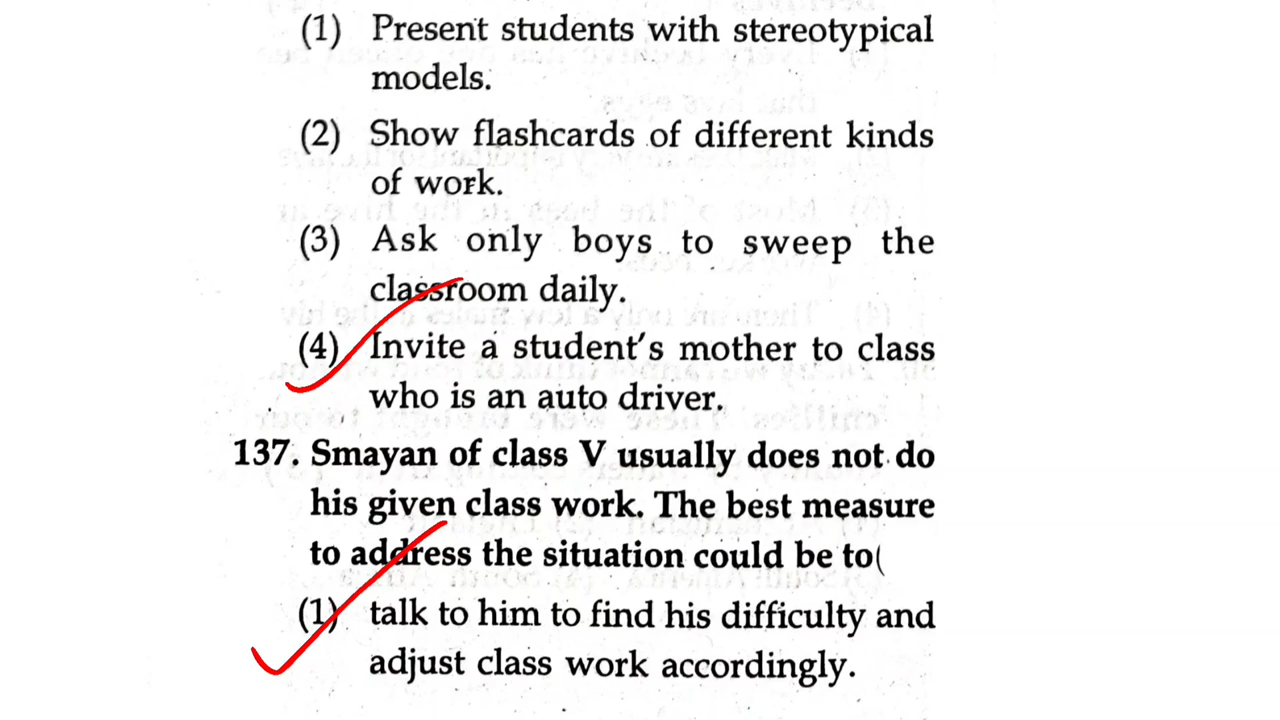 (1) Present students with stereotypical
models.
(2) Show flashcards of different kinds
of work.
(3) Ask only boys to sweep the
classroom daily.
(4) Invite a student's mother to class
who is an auto driver.
137. Smayan of class V usually does not do
his given class work. The best measure
to address the situation could be to(
(1) talk to him to find his difficulty and
adjust class work accordingly.